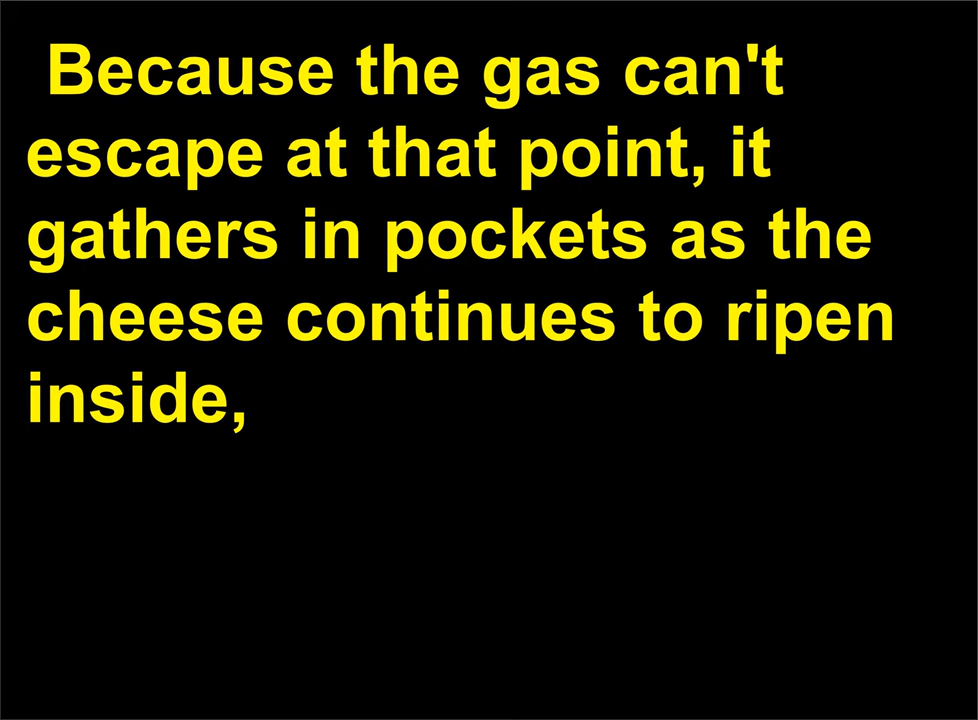 Because the gas can't
escape at that point, it
gathers in pockets as the
cheese continues to ripen
inside,